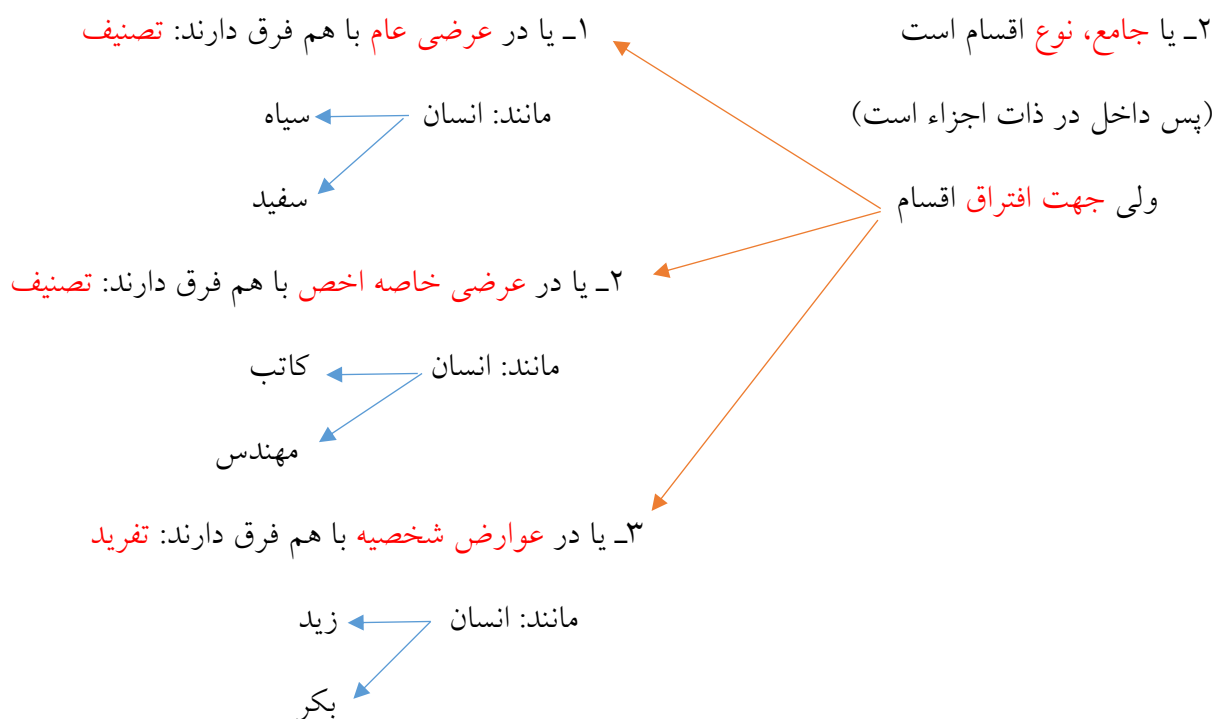 ۲ـ یا جامع، نوع اقسام است
(پس داخل در ذات اجزاء است)
ولی جهت افتراق اقسام
۱ـ یا در عرضی عام با هم فرق دارند: تصنیف
مانند: انسان سیاه
سفید
۲ـ یا در عرضی خاصه اخص با هم فرق دارند: تصنیف
مانند: انسان کاتب
مهندس
۳ـ یا در عوارض شخصیه با هم فرق دارند: تفرید
مانند: انسان زید
بکر